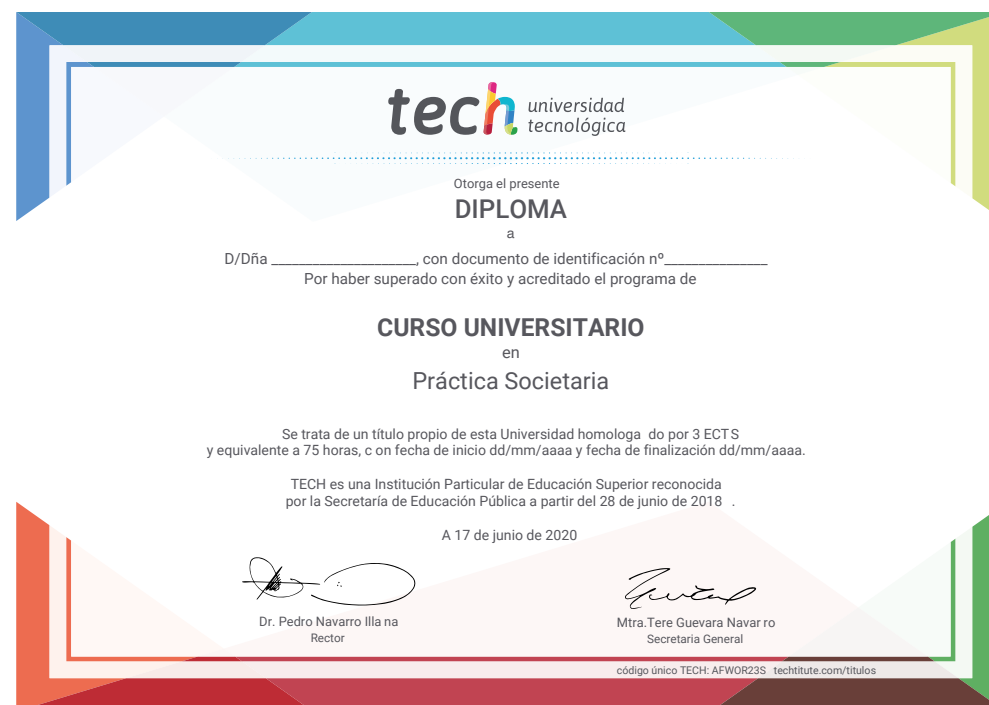 tech universidad
tecnológica
Otorga el presente
DIPLOMA
a
D/Dña _____________________, con documento de identificación nº_______________
Por haber superado con éxito y acreditado el programa de
CURSO UNIVERSITARIO
en
Práctica Societaria
Se trata de un título propio de esta Universidad homologa do por 3 ECTS
y equivalente a 75 horas, c on fecha de inicio dd/mm/aaaa y fecha de finalización dd/mm/aaaa.
TECH es una Institución Particular de Educación Superior reconocida
por la Secretaría de Educación Pública a partir del 28 de junio de 2018 .
A 17 de junio de 2020
Dr. Pedro Navarro Illa na
Rector
Mtra.Tere Guevara Navar ro
Secretaria General
código único TECH: AFWOR23S techtitute.com/titulos